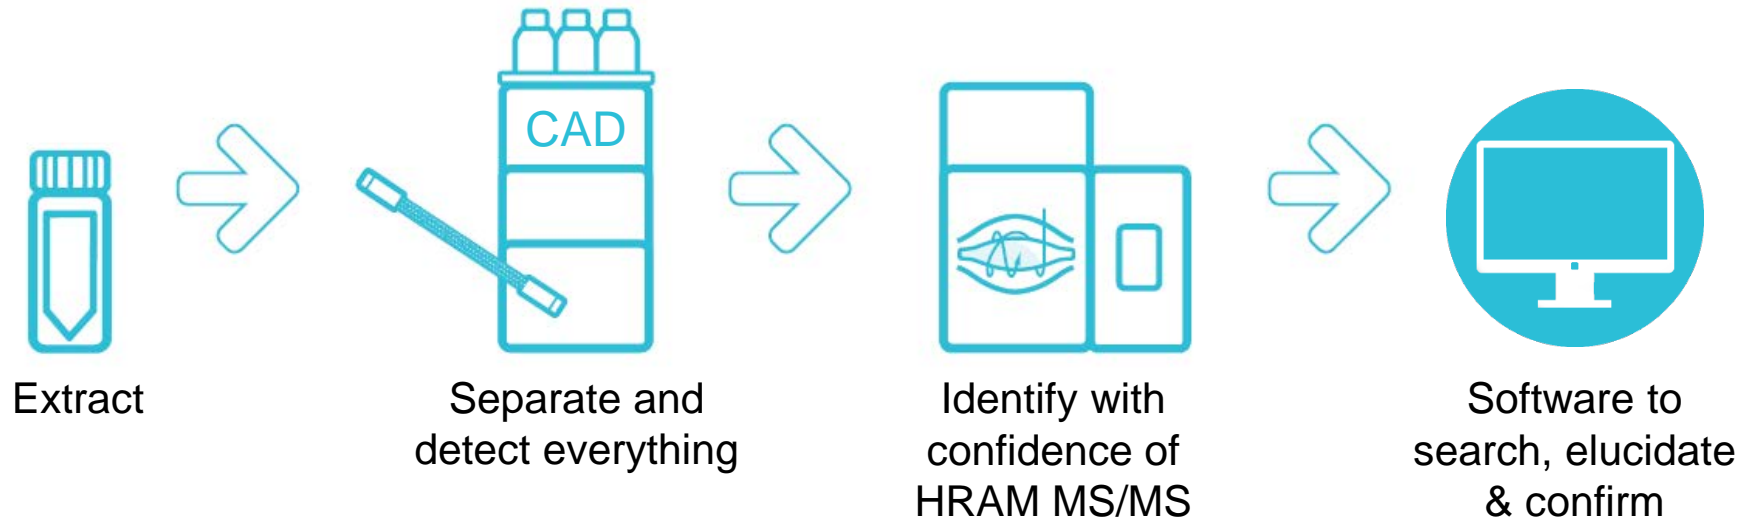 CAD
Extract
Separate and
detect everything
Identify with
confidence of
HRAM MS/MS
Software to
search, elucidate
& confirm